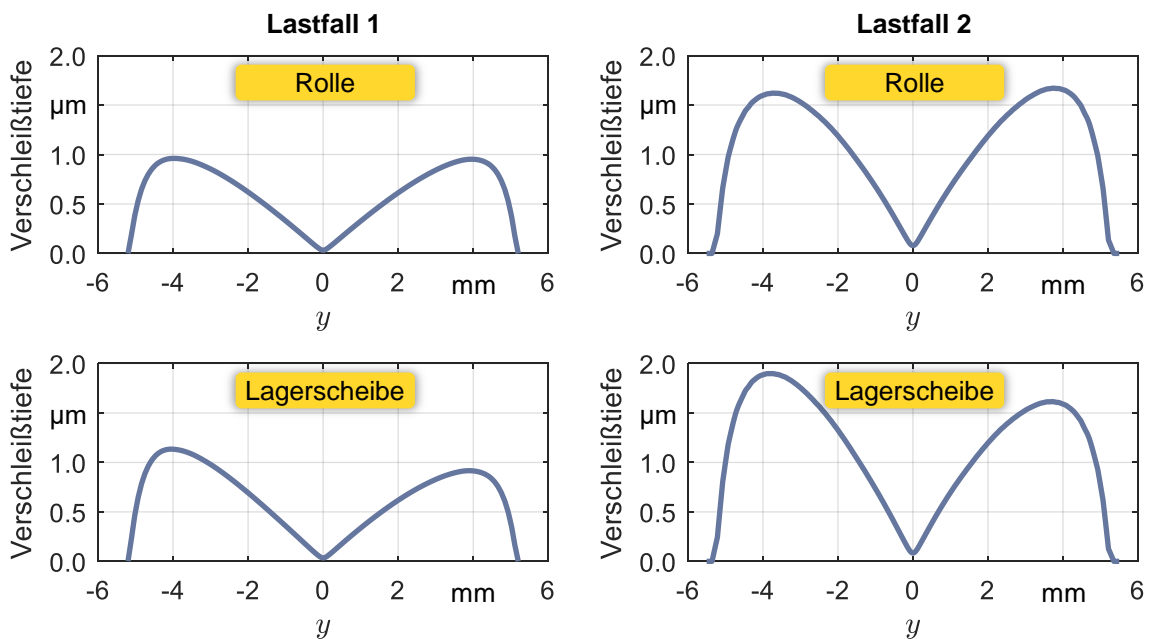 Lastfall 1
Rolle
Verschleißtiefe
2.0
µm
1.0
0.5
0.0
-6 -4 -2 0 2 mm 6
y
Lastfall 2
Rolle
Verschleißtiefe
2.0
µm
1.0
0.5
0.0
-6 -4 -2 0 2 mm 6
y
Lagerscheibe
Verschleißtiefe
2.0
µm
1.0
0.5
0.0
-6 -4 -2 0 2 mm 6
y
Lagerscheibe
Verschleißtiefe
2.0
µm
1.0
0.5
0.0
-6 -4 -2 0 2 mm 6
y